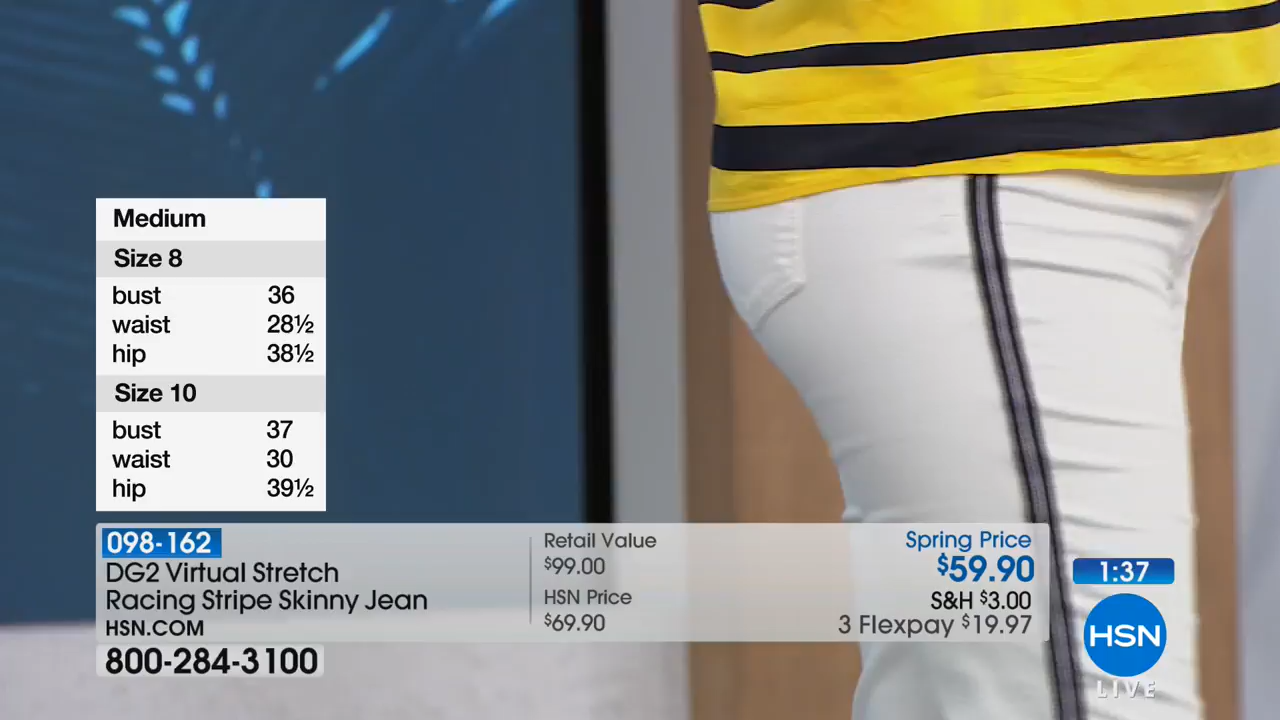 Medium
Size 8
bust 36
waist 28½
hip 38½
Size 10
bust 37
waist 30
hip 39½
098-162
DG2 Virtual Stretch
Racing Stripe Skinny Jean
HSN.COM
800-284-3100
Retail Value
$99.00
HSN Price
$69.90
Spring Price
$59.90
S&H $3.00
3 Flexpay $19.97
1:37
HSN
LIVE